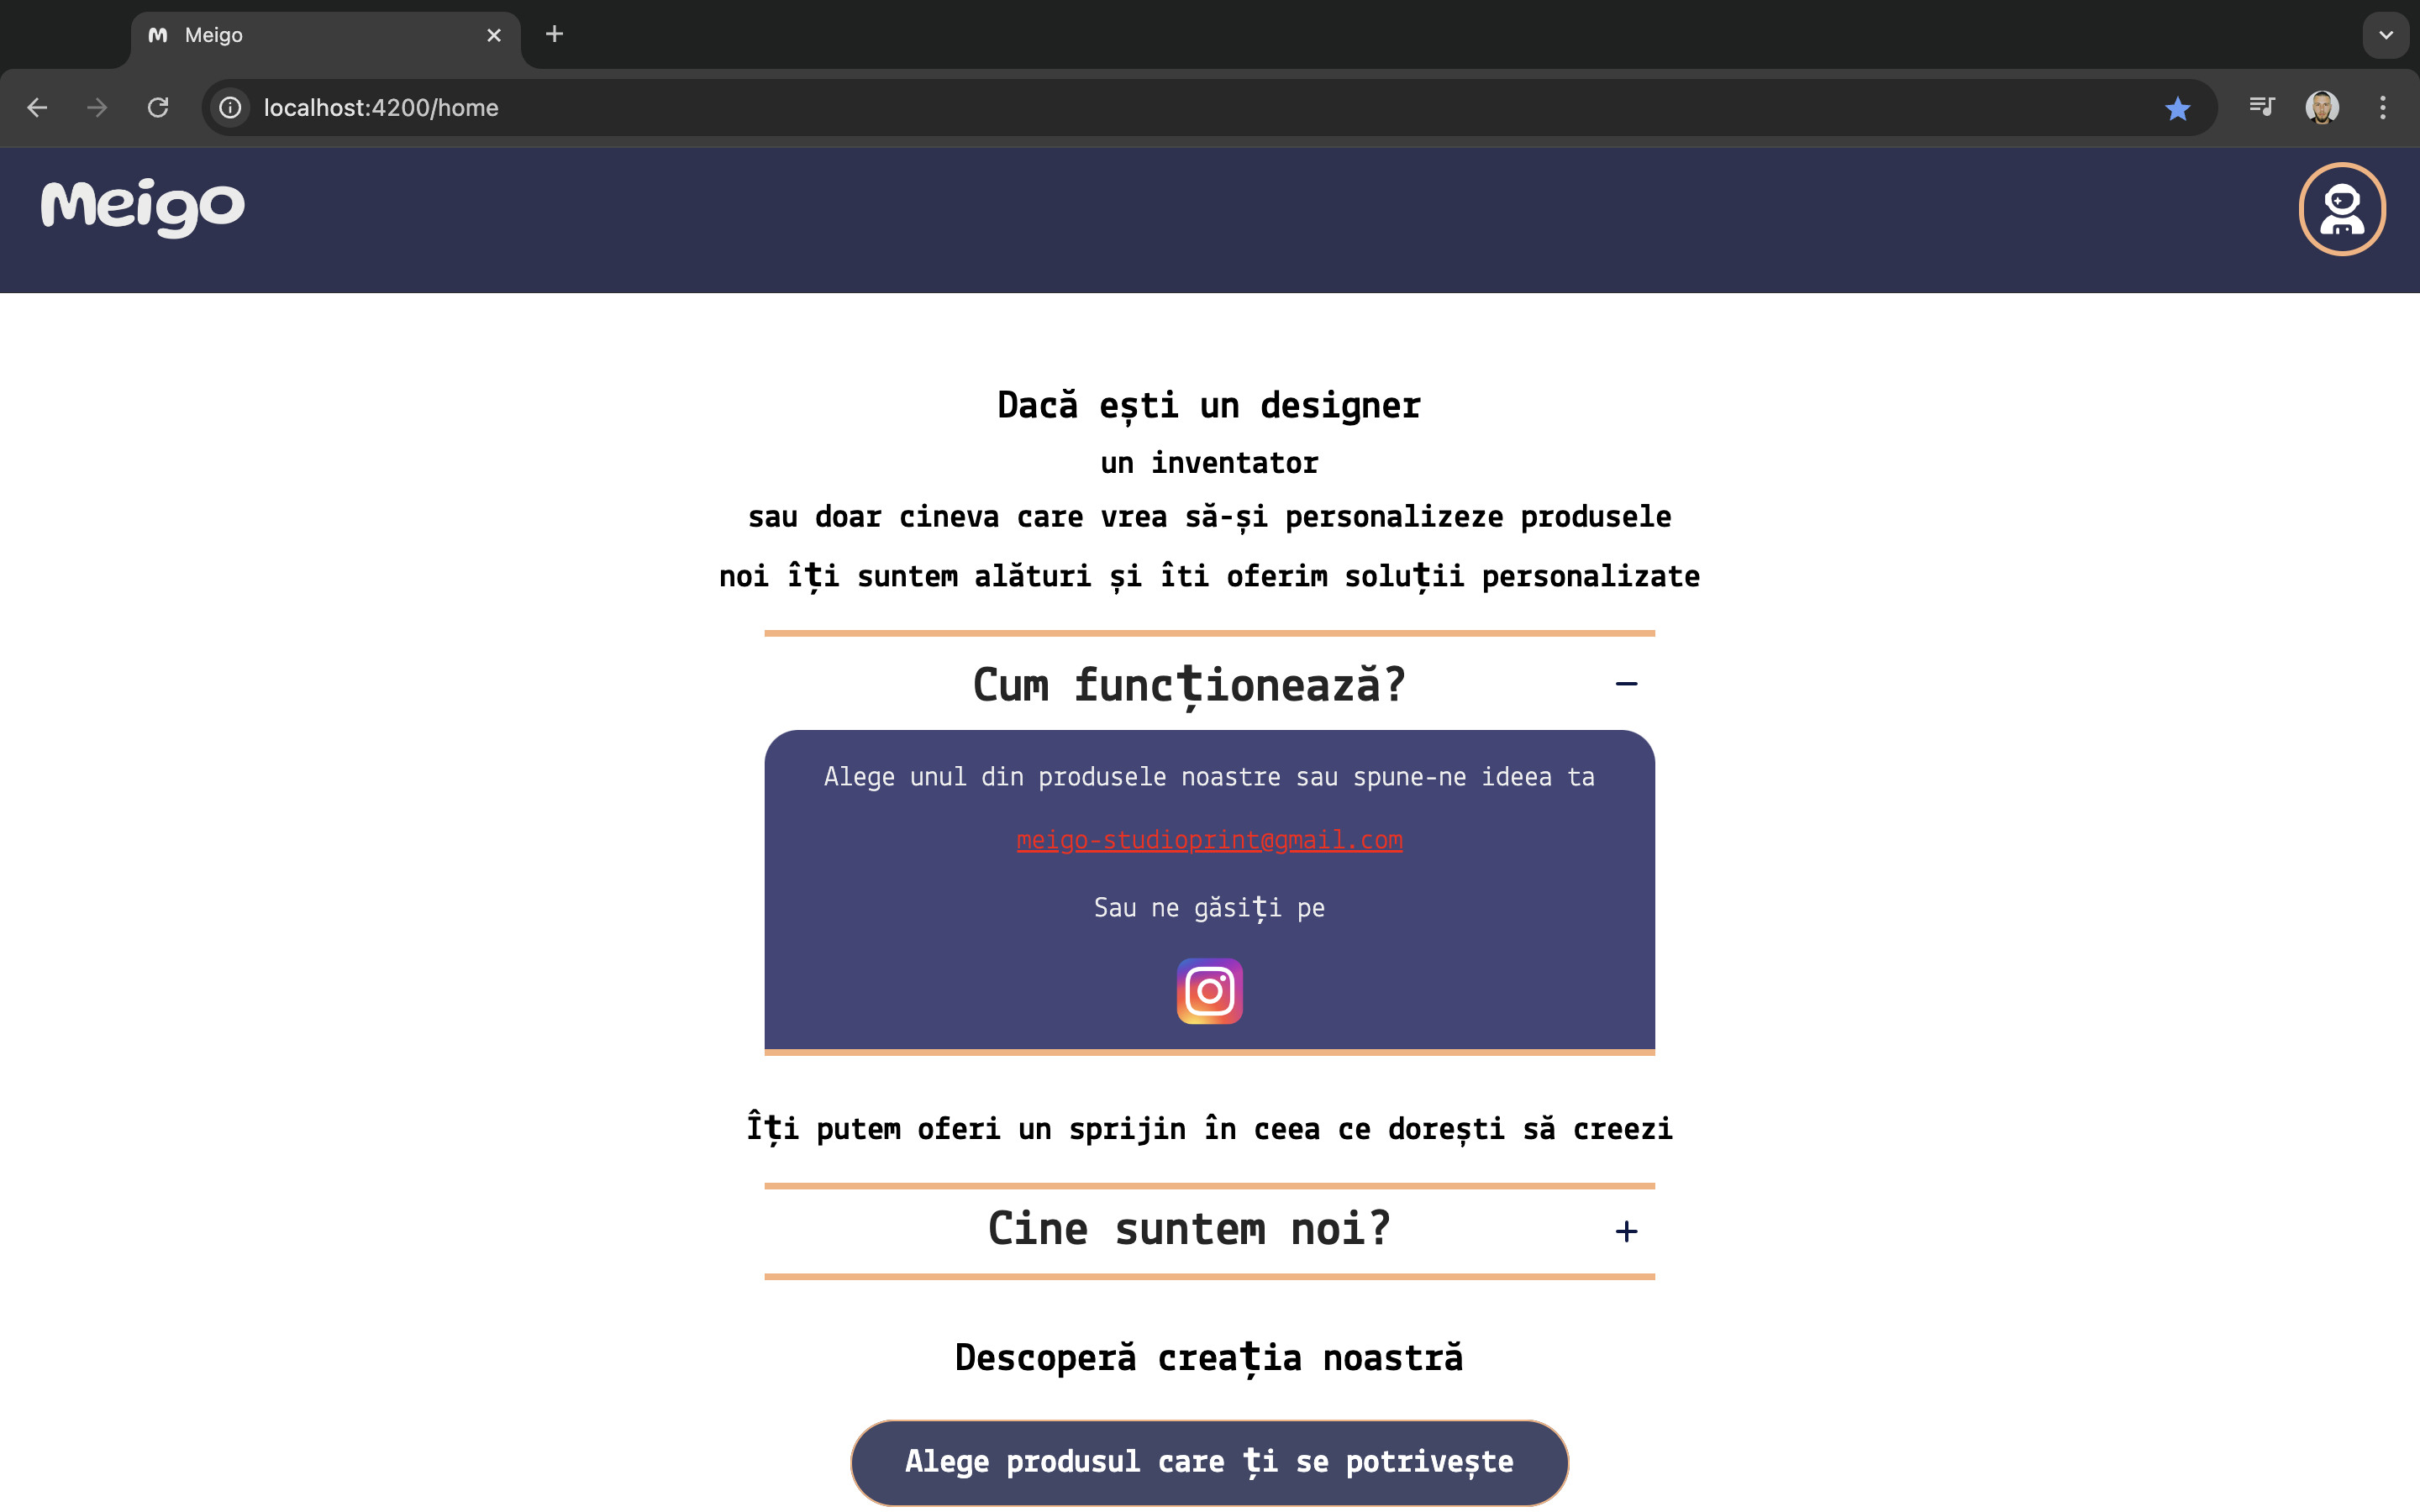 Meigo
localhost:4200/home
Meigo
Dacă ești un designer
un inventator
sau doar cineva care vrea să-și personalizeze produsele
noi îți suntem alături și îti oferim soluții personalizate
Cum funcționează?
Alege unul din produsele noastre sau spune-ne ideea ta
meigo-studioprint@gmail.com
Sau ne găsiți pe
Îți putem oferi un sprijin în ceea ce dorești să creezi
Cine suntem noi?
Descoperă creația noastră
Alege produsul care ți se potrivește